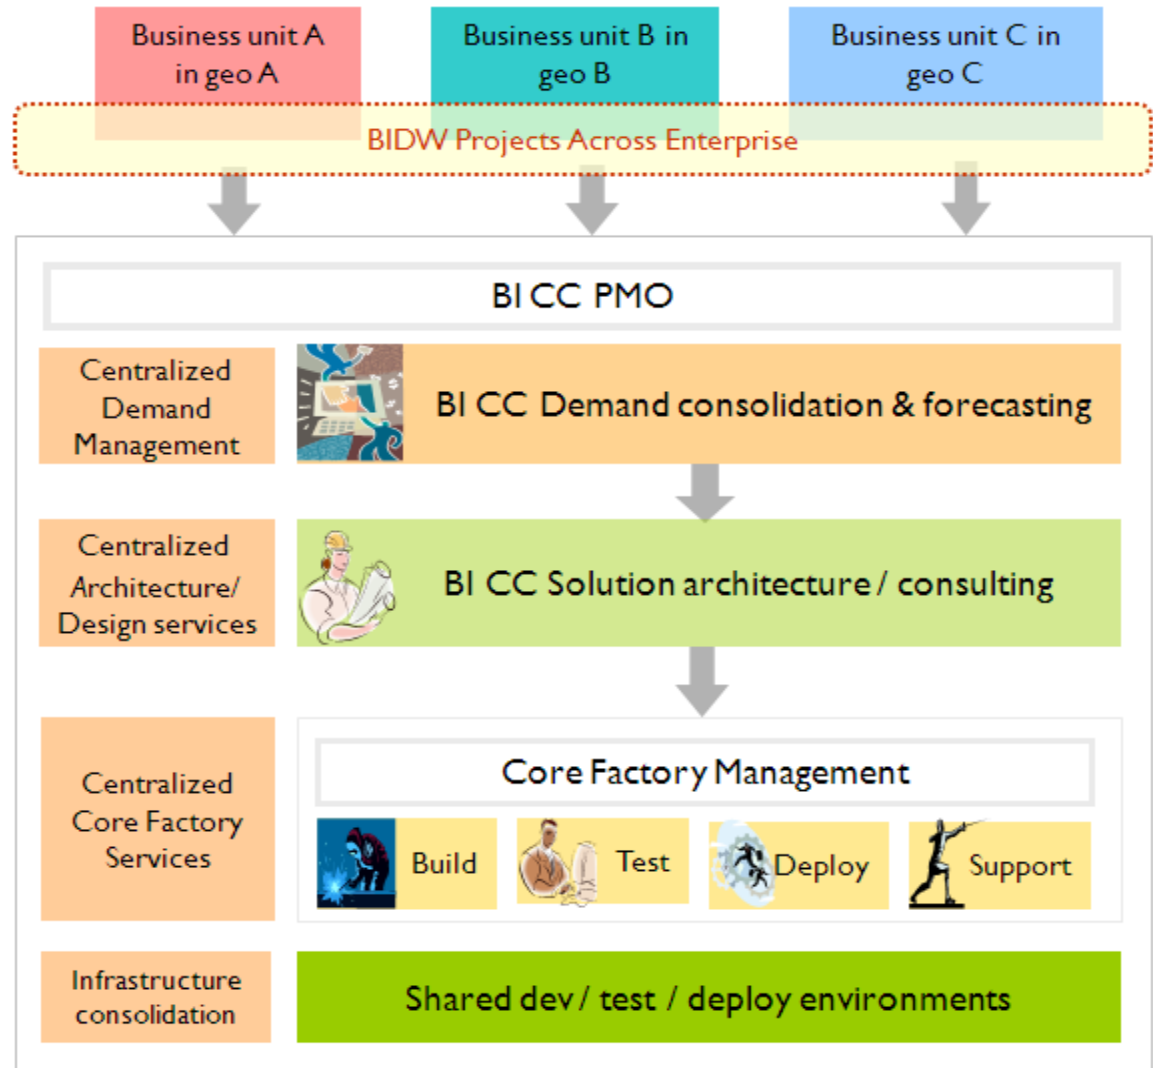 Business unit A
in geo A
Business unit B in
geo B
Business unit C in
geo C
BIDW Projects Across Enterprise
BI CC PMO
Centralized
Demand
Management
BI CC Demand consolidation & forecasting
Centralized
Architecture/
Design services
BI CC Solution architecture / consulting
Centralized
Core Factory
Services
Core Factory Management
Build
Test
Deploy
Support
Infrastructure
consolidation
Shared dev / test / deploy environments